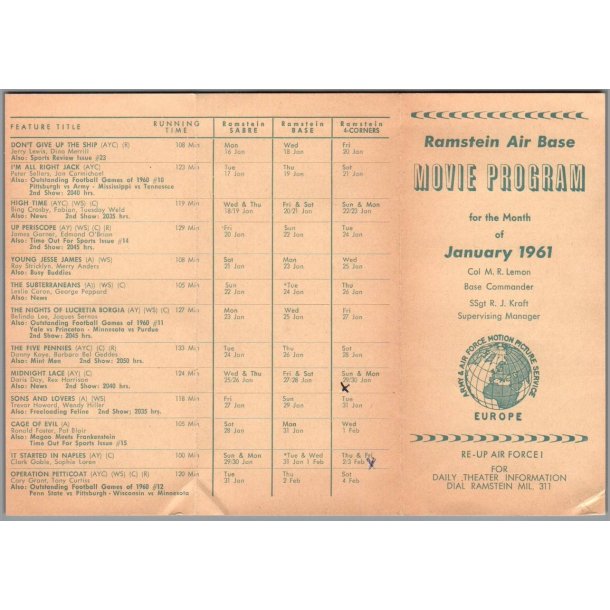 FEATURE TITLE RUNNING TIME Ramstein SABRE Ramstein BASE Ramstein 4-CORNERS
DON'T GIVE UP THE SHIP (AYC) (R) 108 Min Mon Wed Fri
Jerry Lewis, Dina Merrill 16 Jan 18 Jan 20 Jan
Also: Sports Review Issue #23
I'M ALL RIGHT JACK (AYC) 123 Min Tue Thu Sat
Peter Sellers, Ian Carmichael 17 Jan 19 Jan 21 Jan
Also: Outstanding Football Games of 1960 #10
Pittsburgh vs Army - Mississippi vs Tennessee
2nd Show: 2040 hrs.
HIGH TIME (AYC) (WS) (C) 119 Min Wed & Thu Fri & Sat Sun & Mon
Bing Crosby, Fabian, Tuesday Weld 18/19 Jan 20/21 Jan 22/23 Jan
Also: News 2nd Show: 2035 hrs.
UP PERISCOPE (AY) (WS) (C) (R) 129 Min Fri Sun Tue
James Garner, Edmond O'Brien 20 Jan 22 Jan 24 Jan
Also: Time Out For Sports Issue #14
2nd Show: 2045 hrs.
YOUNG JESSE JAMES (A) (WS) 108 Min Sat Mon Wed
Ray Stricklyn, Merry Anders 21 Jan 23 Jan 25 Jan
Also: Busy Buddies
THE SUBTERRANEANS (A) (WS) (C) 116 Min Sun *Tue Thu
Leslie Caron, George Peppard 22 Jan 24 Jan 26 Jan
Also: News
THE NIGHTS OF LUCRETIA BORGIA (AY) (WS) (C) 127 Min Mon Wed Fri
Belinda Lee, Jaques Sernas 23 Jan 25 Jan 27 Jan
Also: Outstanding Football Games of 1960 #11
Yale vs Princeton - Minnesota vs Purdue
2nd Show: 2045 hrs.
THE FIVE PENNIES (AYC) (C) (R) 133 Min Tue Thu Sat
Danny Kaye, Barbara Bel Geddes 24 Jan 26 Jan 28 Jan
Also: Mint Men 2nd Show: 2050 hrs.
MIDNIGHT LACE (AY) (C) 124 Min Wed & Thu Fri & Sat Sun & Mon
Doris Day, Rex Harrison 25/26 Jan 27/28 Jan 29/30 Jan
Also: News 2nd Show: 2040 hrs.
SONS AND LOVERS (A) (WS) 118 Min Fri Sun Tue
Trevor Howard, Wendy Hiller 27 Jan 29 Jan 31 Jan
Also: Freeloading Feline 2nd Show: 2035 hrs.
CAGE OF EVIL (A) 105 Min Sat Mon Wed
Ronald Foster, Pat Blair 28 Jan 31 Jan 1 Feb
Also: Magoo Meets Frankenstein
Time Out For Sports Issue #15
IT STARTED IN NAPLES (AY) (C) 100 Min Sun & Mon *Tue & Wed Thu & Fri
Clark Gable, Sophia Loren 29/30 Jan 31 Jan 1 Feb 2/3 Feb
OPERATION PETTICOAT (AY) (WS) (C) (R) 120 Min Tue Thu Sat
Cary Grant, Tony Curtiss 31 Jan 2 Feb 4 Feb
Also: Outstanding Football Games of 1960 #12
Penn State vs Pittsburgh - Wisconsin vs Minnesota
Ramstein Air Base
MOVIE PROGRAM
for the Month
of
January 1961
Col M. R. Lemon
Base Commander
SSgt R. J. Kraft
Supervising Manager
ARMY & AIR FORCE MOTION PICTURE SERVICE
EUROPE
RE-UP AIR FORCE!
FOR
DAILY THEATER INFORMATION
DIAL RAMSTEIN MIL. 311